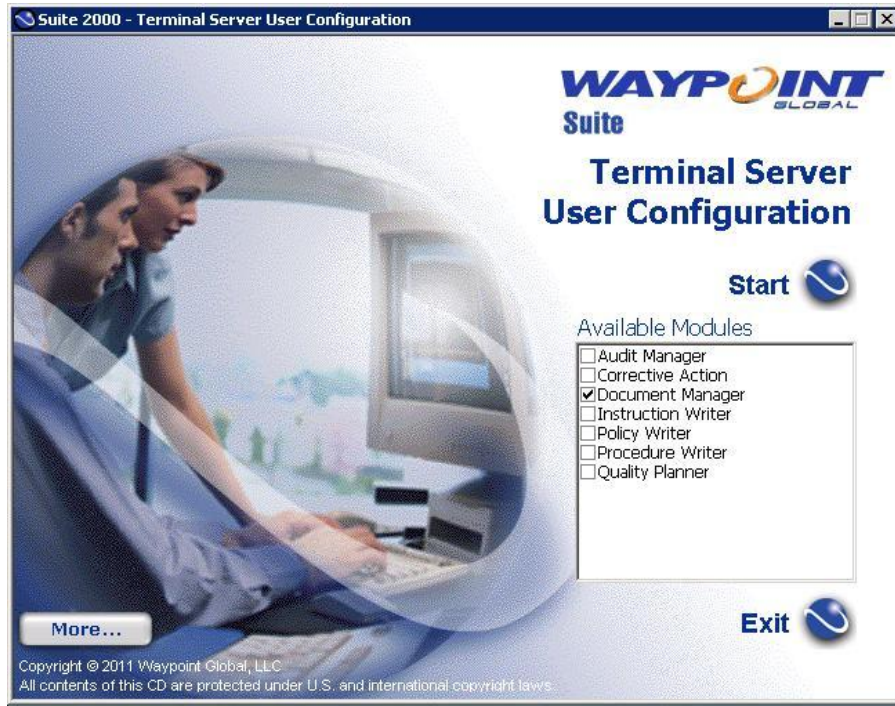 Suite 2000 - Terminal Server User Configuration
WAYPOINT
GLOBAL
Suite
Terminal Server
User Configuration
Start
Available Modules
Audit Manager
Corrective Action
Document Manager
Instruction Writer
Policy Writer
Procedure Writer
Quality Planner
Exit
More...
Copyright © 2011 Waypoint Global, LLC
All contents of this CD are protected under U.S. and international copyright laws.